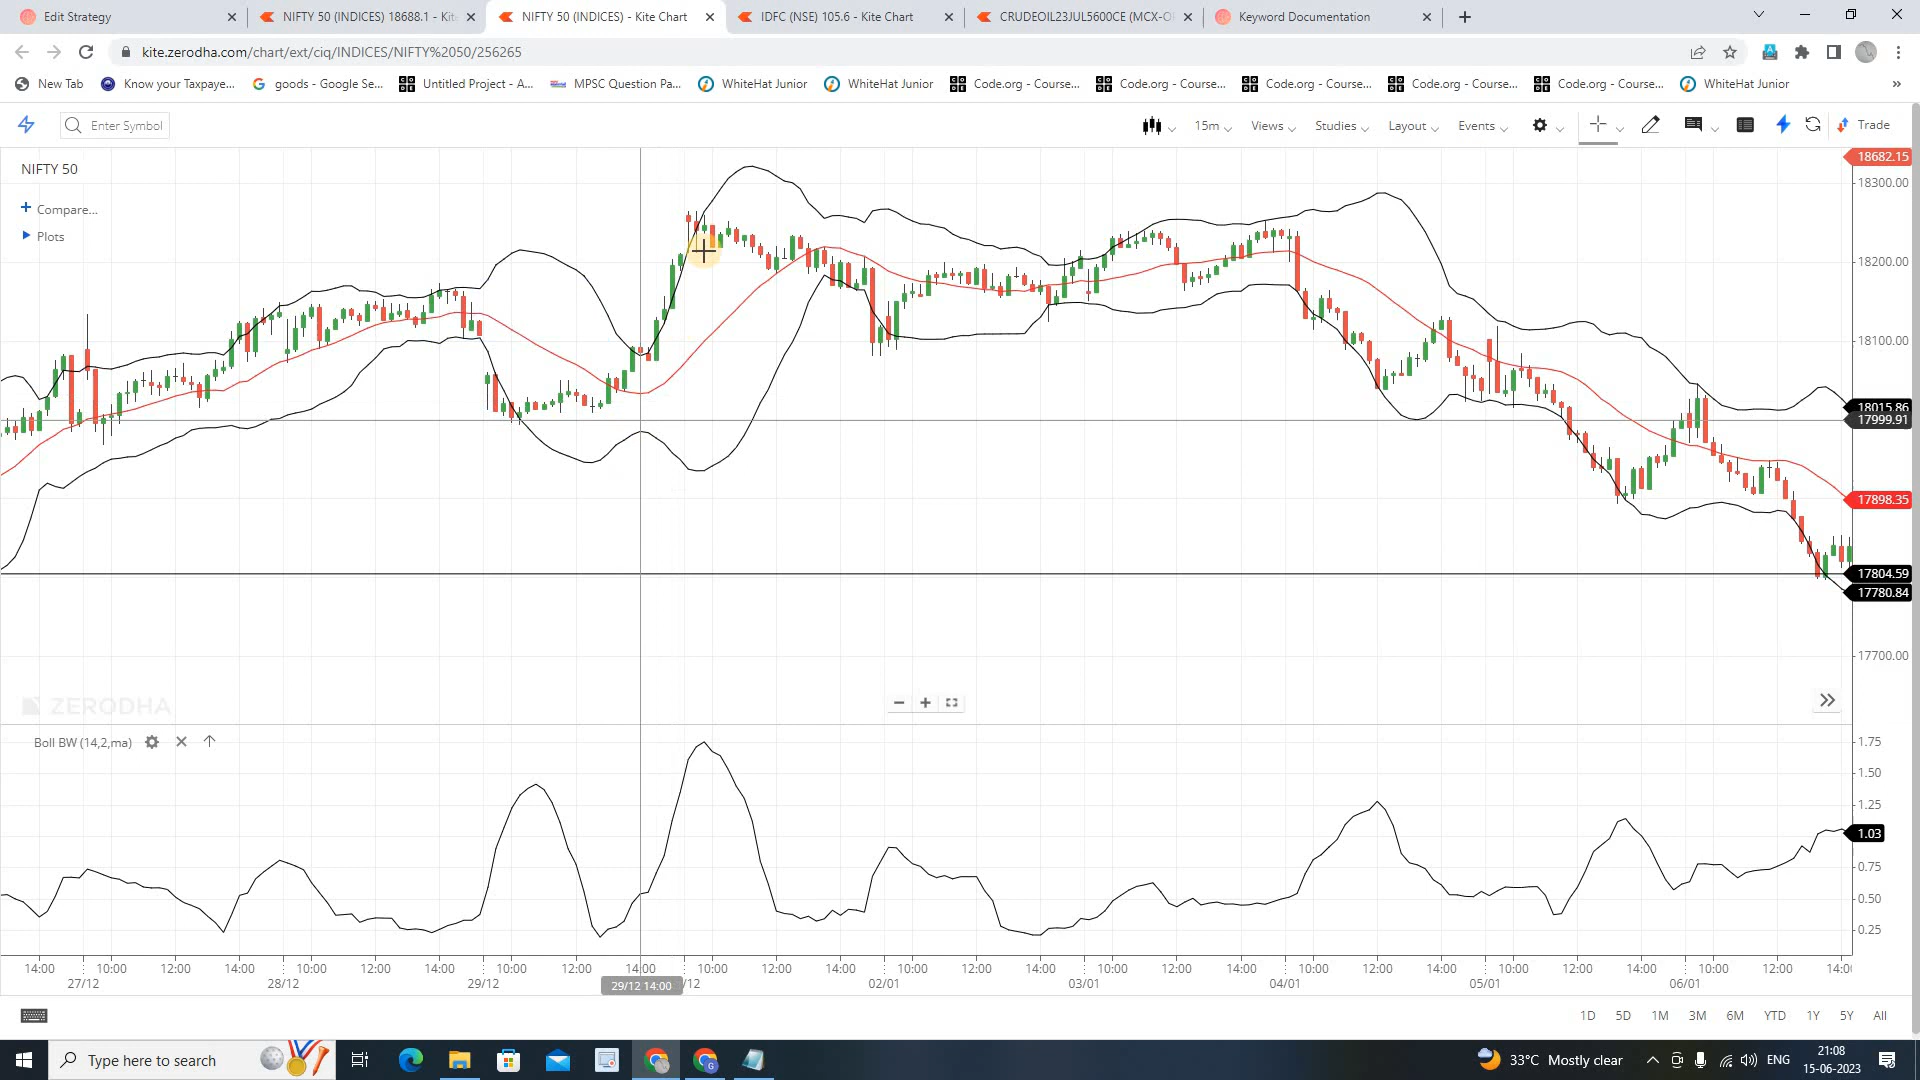 Edit Strategy
NIFTY 50 (INDICES) 18688.1 - Kite
NIFTY 50 (INDICES) - Kite Chart
IDFC (NSE) 105.6 - Kite Chart
CRUDEOIL23JUL5600CE (MCX-O
Keyword Documentation
kite.zerodha.com/chart/ext/ciq/INDICES/NIFTY%2050/256265
New Tab
Know your Taxpaye...
goods - Google Se...
Untitled Project - A...
MPSC Question Pa...
WhiteHat Junior
WhiteHat Junior
Code.org - Course...
Code.org - Course...
Code.org - Course...
Code.org - Course...
Code.org - Course...
WhiteHat Junior
»
Enter Symbol
15m
Views
Studies
Layout
Events
Trade
NIFTY 50
Compare...
Plots
18682.15
18300.00
18200.00
18100.00
18015.86
17999.91
17898.35
17804.59
17780.84
17700.00
ZERODHA
Boll BW (14,2,ma)
1.75
1.50
1.25
1.03
0.75
0.50
0.25
14:00 10:00 12:00 14:00 10:00 12:00 14:00 10:00 12:00 14:00 10:00 12:00 14:00 10:00 12:00 14:00 10:00 12:00 14:00 10:00 12:00 14:00 10:00 12:00 14:00 10:00 12:00 14:0
27/12 28/12 29/12 29/12 14:00 /12 02/01 03/01 04/01 05/01 06/01
1D 5D 1M 3M 6M YTD 1Y 5Y All
Type here to search
33°C Mostly clear
ENG
21:08
15-06-2023